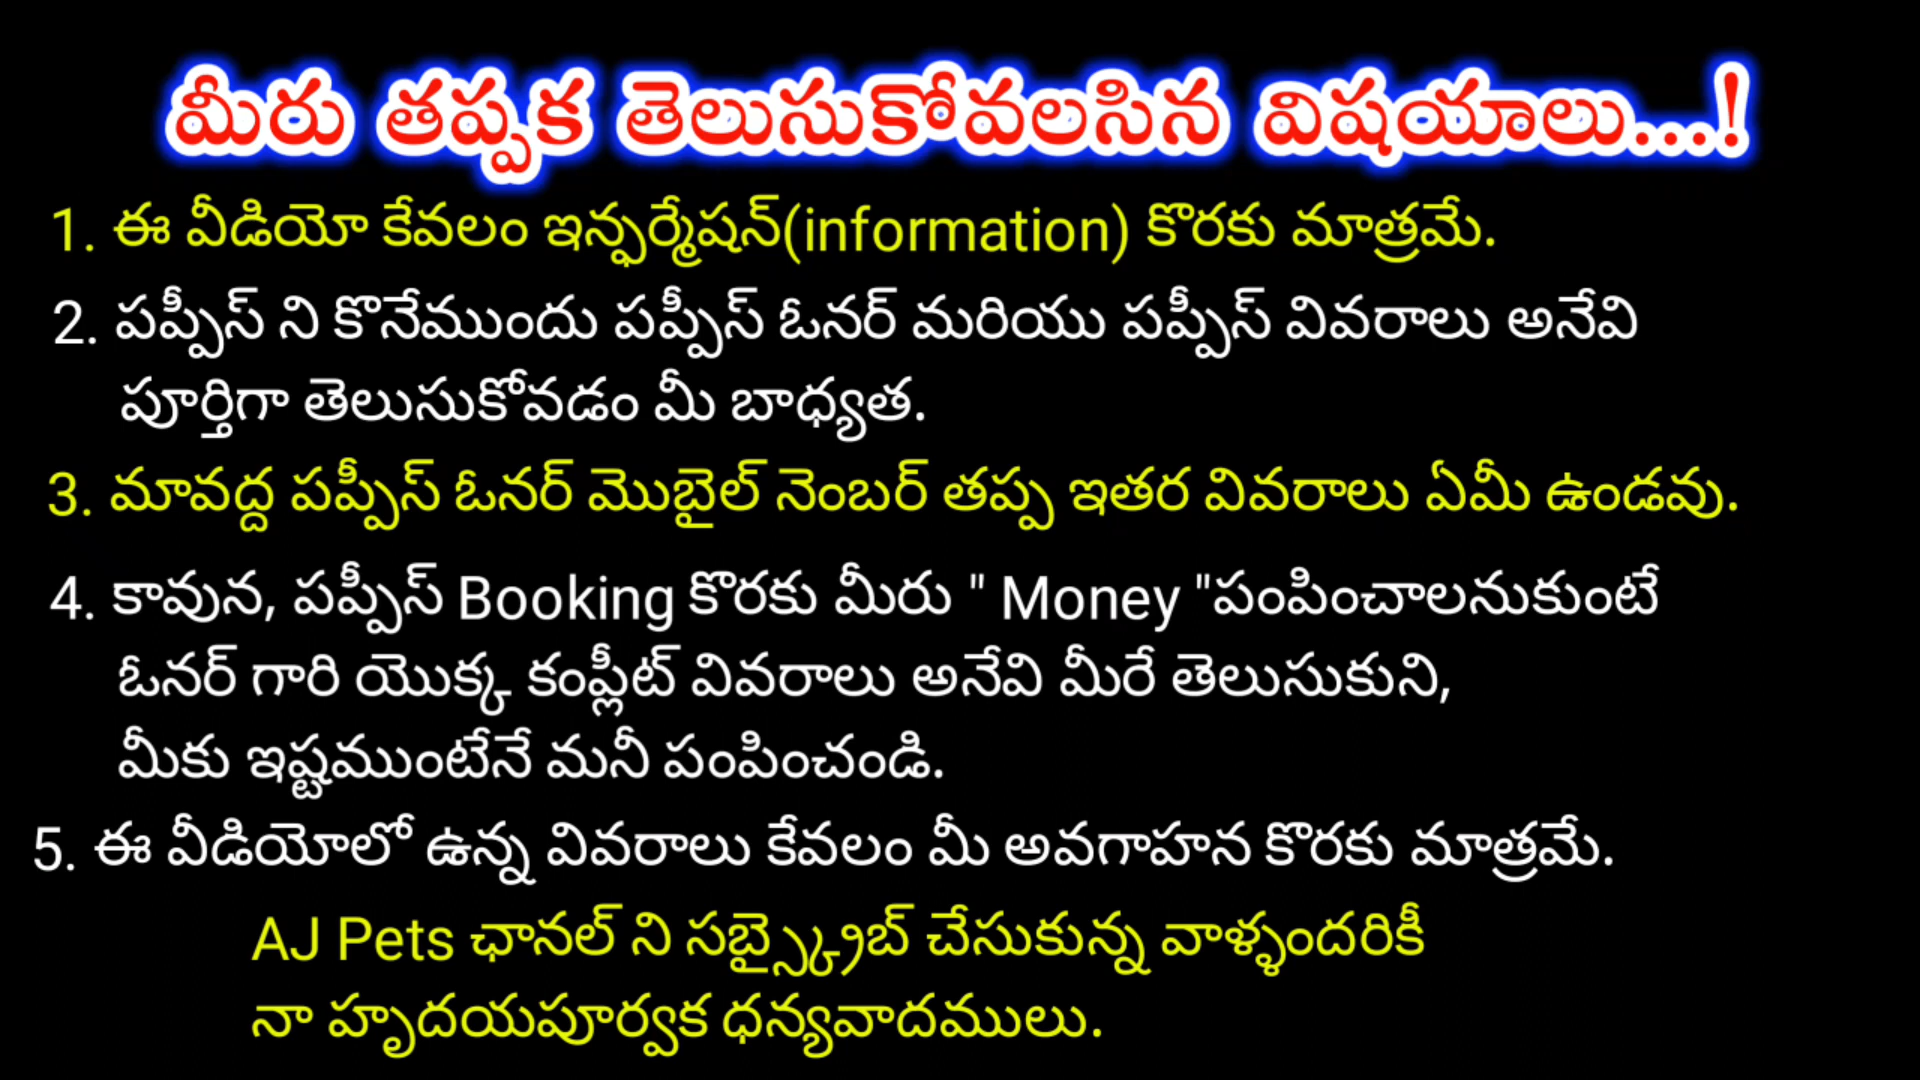 మీరు తప్పక తెలుసుకోవలసిన విషయాలు...!
1. ఈ వీడియో కేవలం ఇన్ఫర్మేషన్(information) కొరకు మాత్రమే.
2. పప్పీస్ ని కొనేముందు పప్పీస్ ఓనర్ మరియు పప్పీస్ వివరాలు అనేవి
పూర్తిగా తెలుసుకోవడం మీ బాధ్యత.
3. మావద్ద పప్పీస్ ఓనర్ మొబైల్ నెంబర్ తప్ప ఇతర వివరాలు ఏమీ ఉండవు.
4. కావున, పప్పీస్ Booking కొరకు మీరు " Money "పంపించాలనుకుంటే
ఓనర్ గారి యొక్క కంప్లీట్ వివరాలు అనేవి మీరే తెలుసుకుని,
మీకు ఇష్టముంటేనే మనీ పంపించండి.
5. ఈ వీడియోలో ఉన్న వివరాలు కేవలం మీ అవగాహన కొరకు మాత్రమే.
AJ Pets ఛానల్ ని సబ్స్క్రైబ్ చేసుకున్న వాళ్ళందరికీ
నా హృదయపూర్వక ధన్యవాదములు.